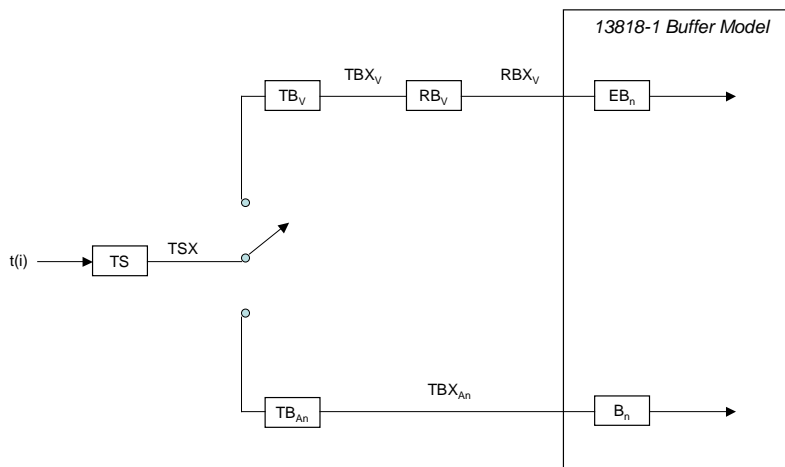 13818-1 Buffer Model
TBX_V
RBX_V
TB_V
RB_V
EB_n
TSX
t(i)
TS
TBX_An
TB_An
B_n